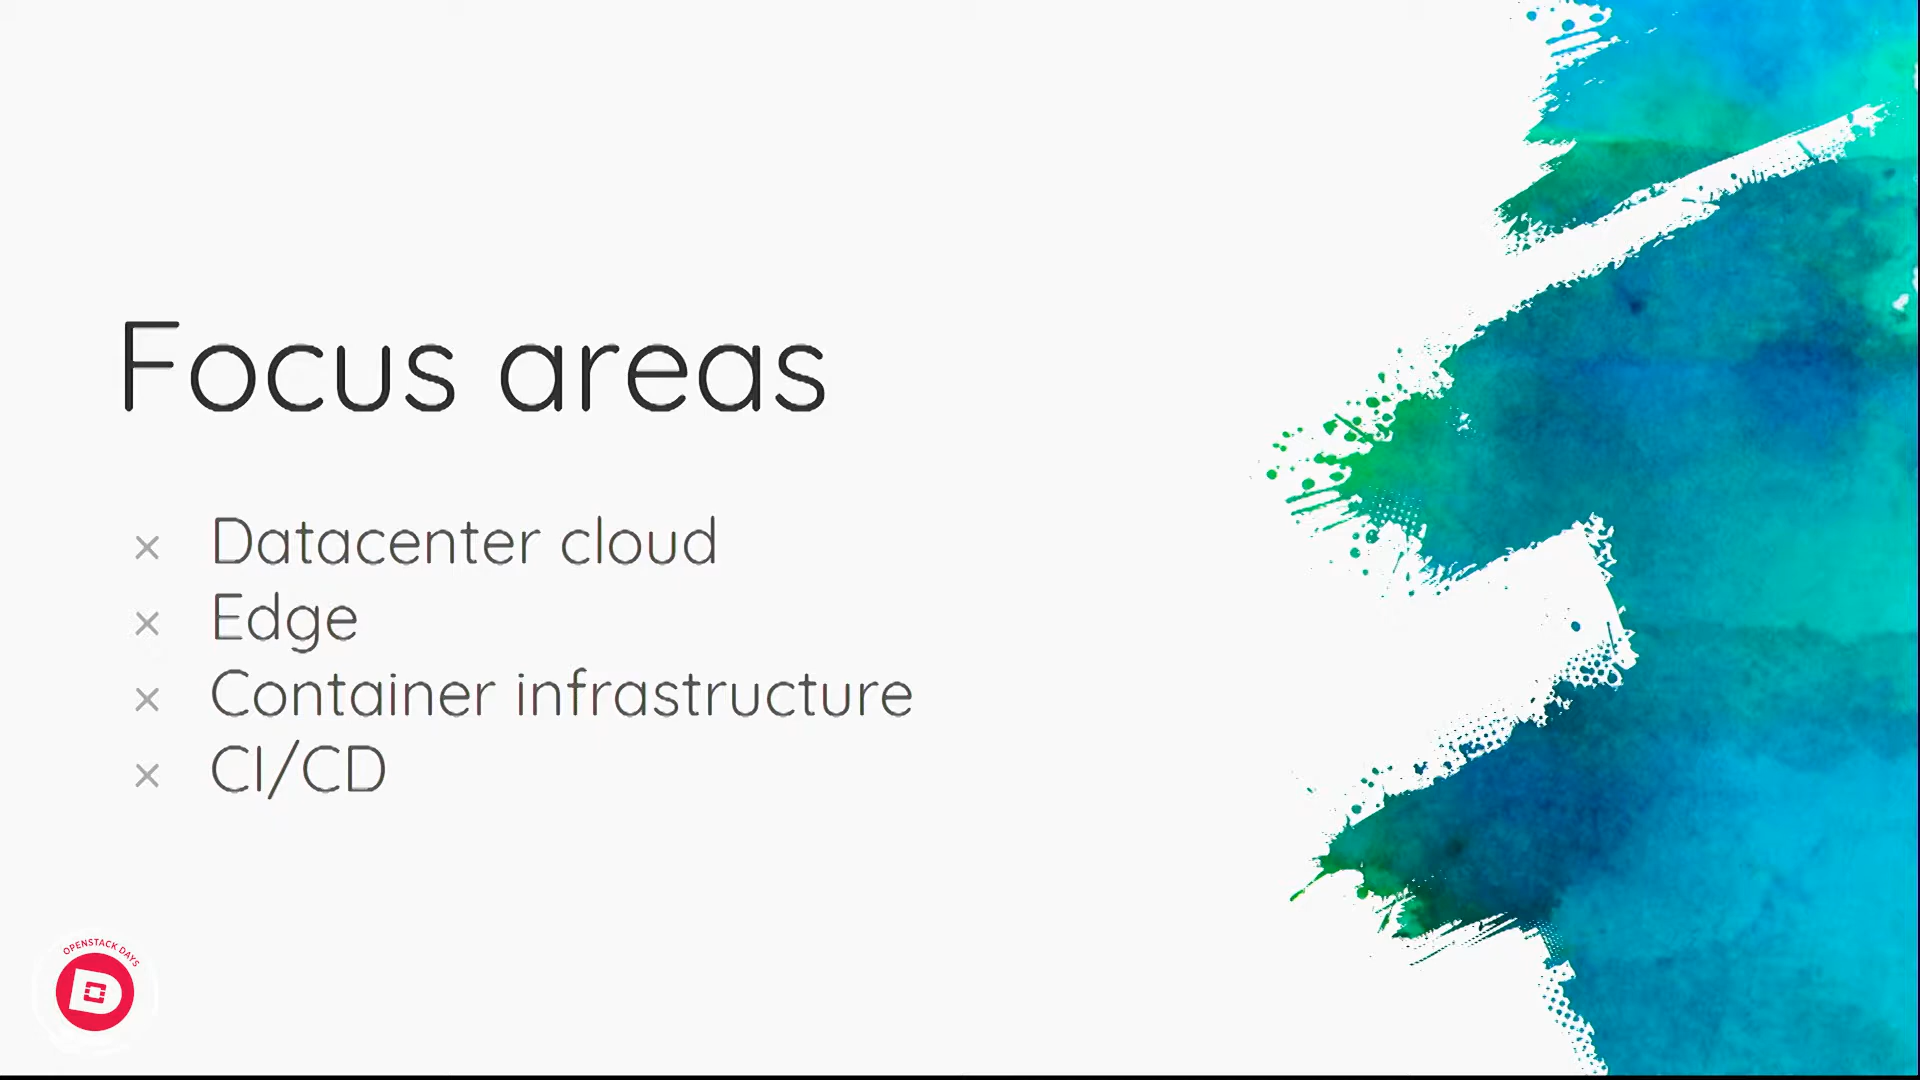 Focus areas
× Datacenter cloud
× Edge
× Container infrastructure
× CI/CD
OPENSTACK DAYS